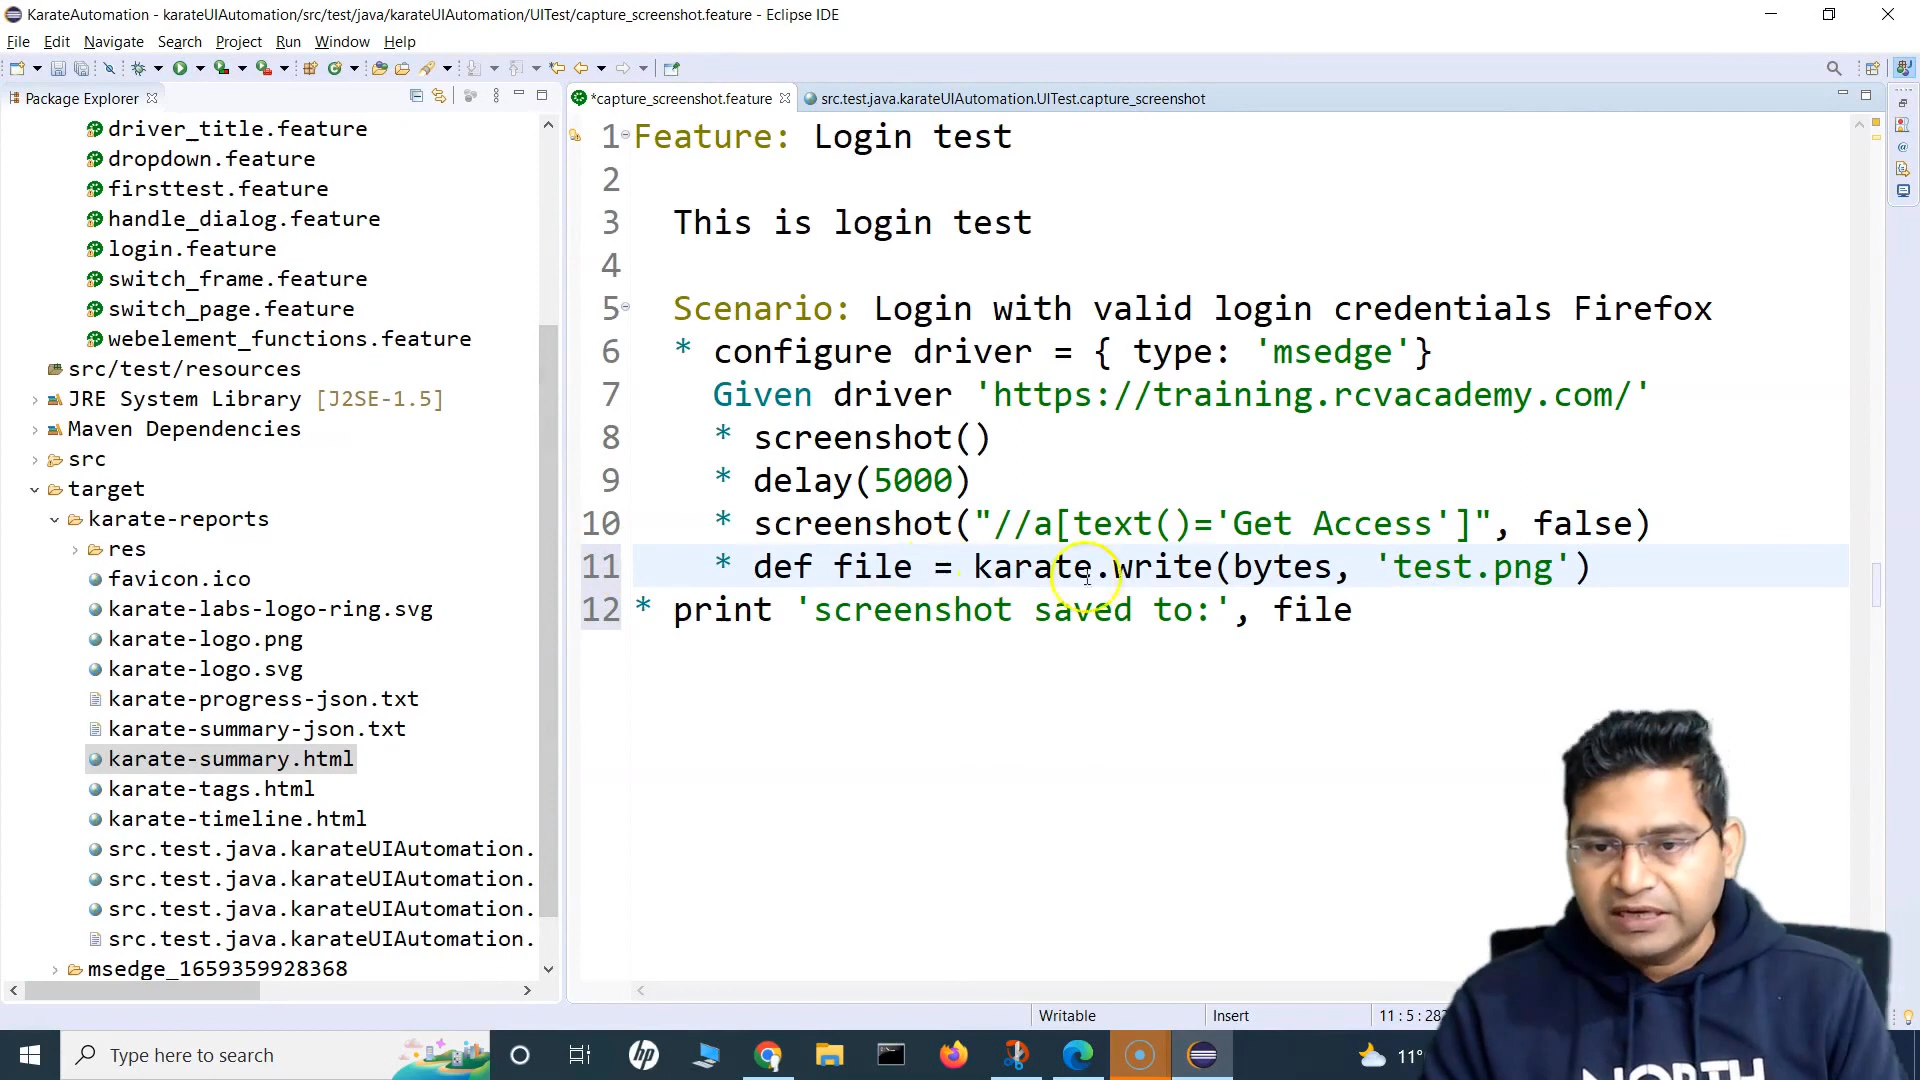 KarateAutomation - karateUIAutomation/src/test/java/karateUIAutomation/UITest/capture_screenshot.feature - Eclipse IDE
File Edit Navigate Search Project Run Window Help
Package Explorer
*capture_screenshot.feature
src.test.java.karateUIAutomation.UITest.capture_screenshot
driver_title.feature
dropdown.feature
firsttest.feature
handle_dialog.feature
login.feature
switch_frame.feature
switch_page.feature
webelement_functions.feature
src/test/resources
JRE System Library [J2SE-1.5]
Maven Dependencies
src
target
karate-reports
res
favicon.ico
karate-labs-logo-ring.svg
karate-logo.png
karate-logo.svg
karate-progress-json.txt
karate-summary-json.txt
karate-summary.html
karate-tags.html
karate-timeline.html
src.test.java.karateUIAutomation.
src.test.java.karateUIAutomation.
src.test.java.karateUIAutomation.
src.test.java.karateUIAutomation.
msedge_1659359928368
1 Feature: Login test
2
3 This is login test
4
5 Scenario: Login with valid login credentials Firefox
6 * configure driver = { type: 'msedge'}
7 Given driver 'https://training.rcvacademy.com/'
8 * screenshot()
9 * delay(5000)
10 * screenshot("//a[text()='Get Access']", false)
11 * def file = karate.write(bytes, 'test.png')
12 * print 'screenshot saved to:', file
Writable Insert 11 : 5 : 28
Type here to search
hp
11°
NORTH